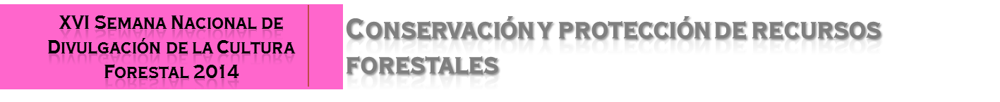 XVI Semana Nacional de
Divulgación de la Cultura
Forestal 2014
Conservación y protección de recursos
forestales